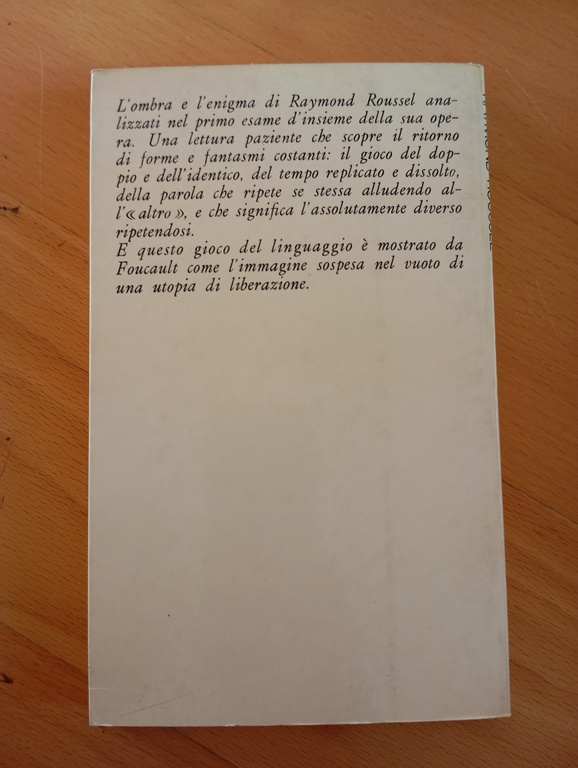 L'ombra e l'enigma di Raymond Roussel ana-
lizzati nel primo esame d'insieme della sua ope-
ra. Una lettura paziente che scopre il ritorno
di forme e fantasmi costanti: il gioco del dop-
pio e dell'identico, del tempo replicato e dissolto,
della parola che ripete se stessa alludendo al-
l'« altro », e che significa l'assolutamente diverso
ripetendosi.
E questo gioco del linguaggio è mostrato da
Foucault come l'immagine sospesa nel vuoto di
una utopia di liberazione.